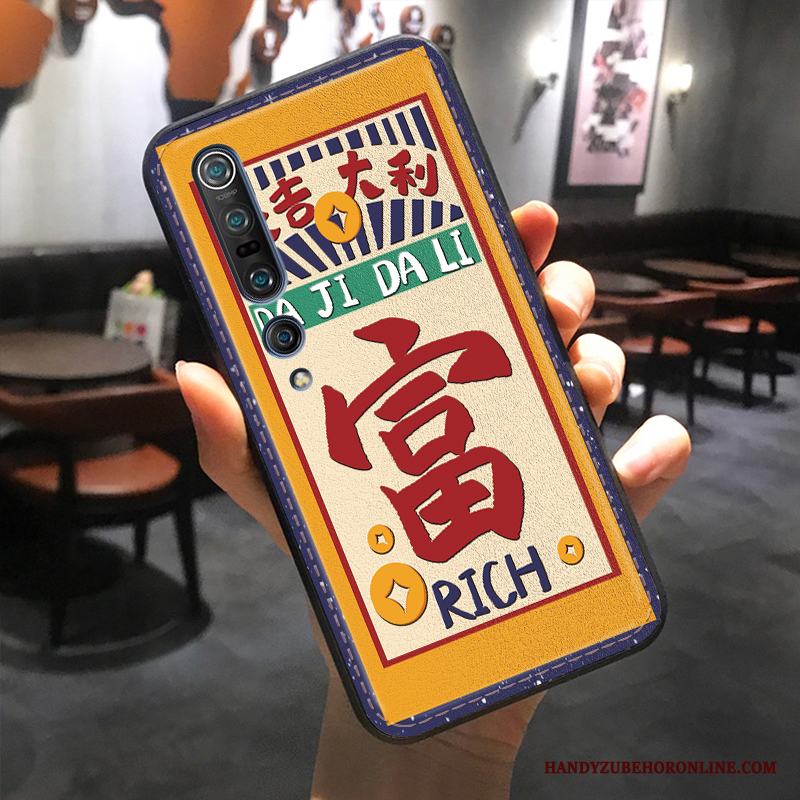 吉大利
DA JI DA LI
富
RICH
HANDYZUBEHORONLINE.COM